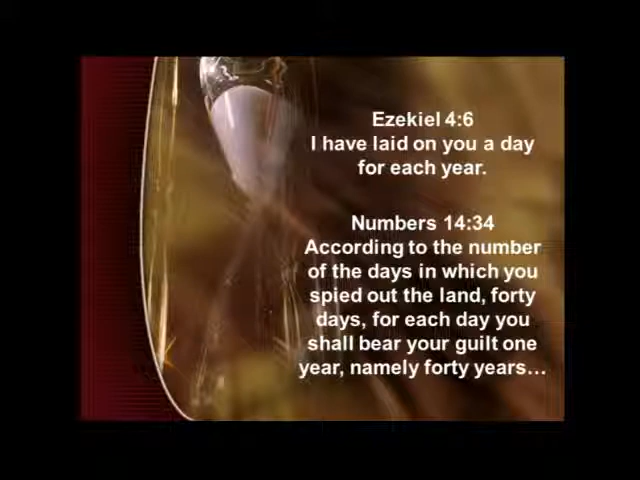 Ezekiel 4:6
I have laid on you a day
for each year.
Numbers 14:34
According to the number
of the days in which you
spied out the land, forty
days, for each day you
shall bear your guilt one
year, namely forty years…